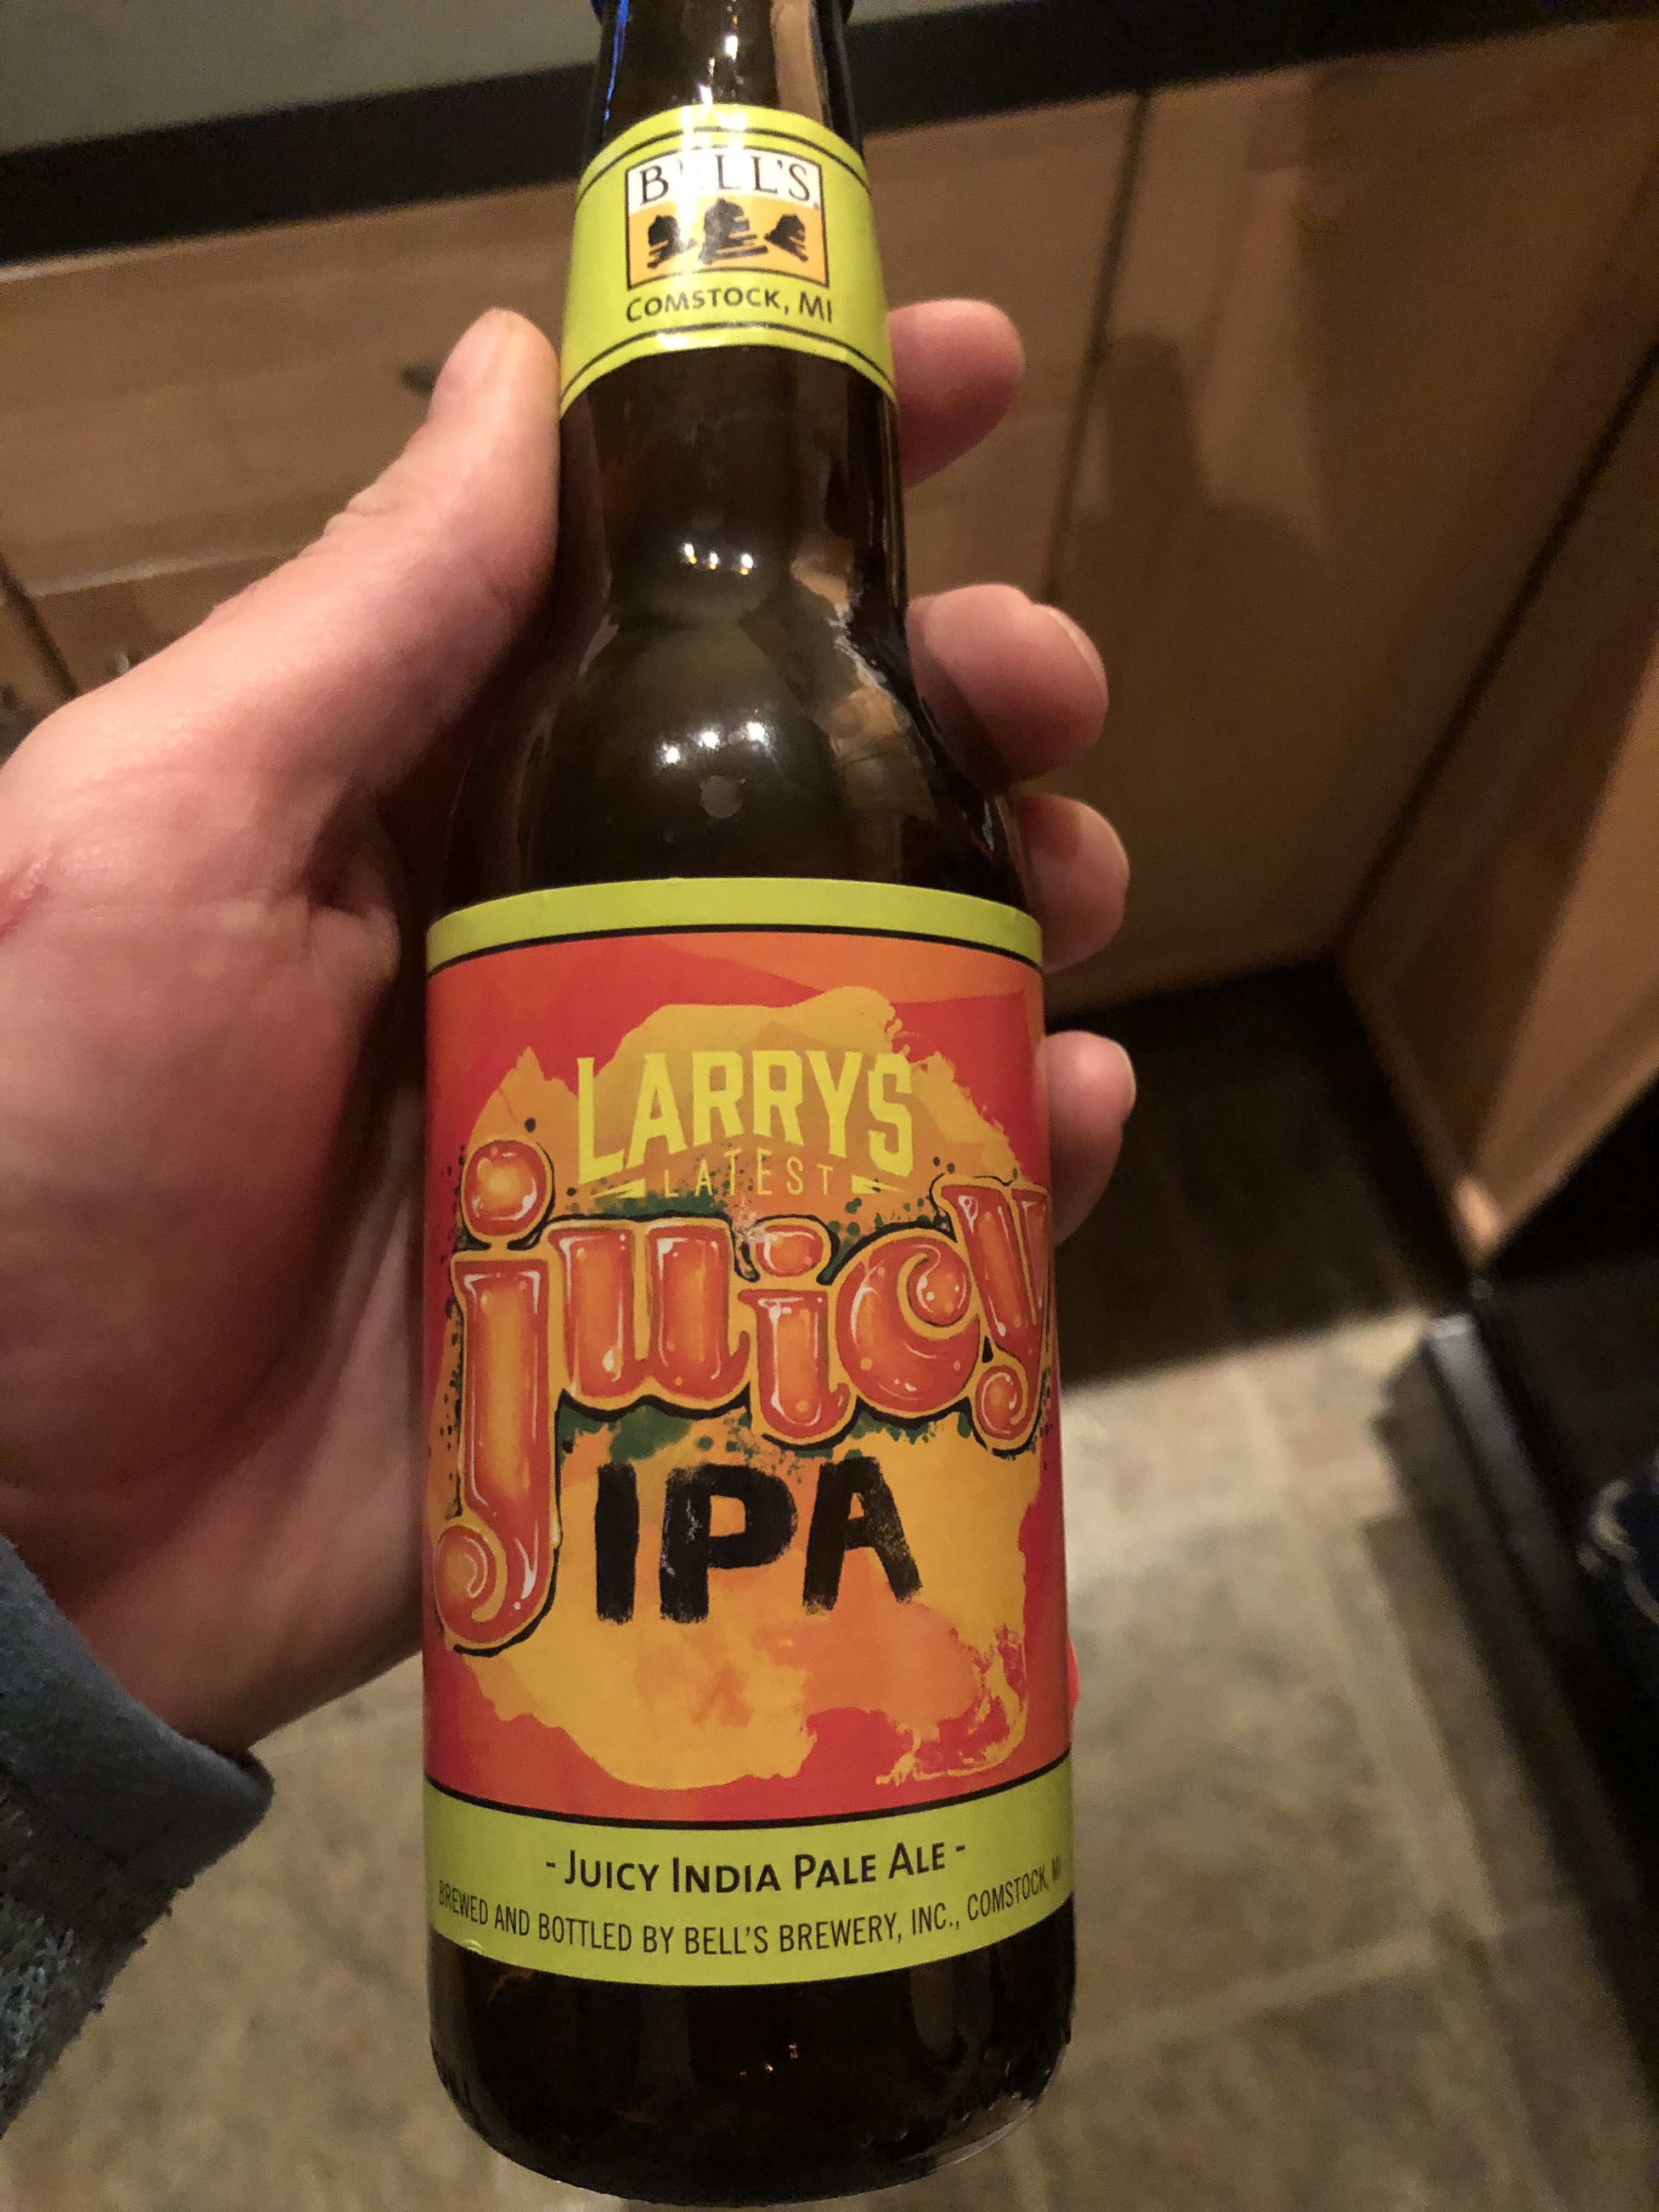 BELL'S
COMSTOCK, MI
LARRYS
LATEST
juicy
IPA
- JUICY INDIA PALE ALE -
BREWED AND BOTTLED BY BELL'S BREWERY, INC., COMSTOCK, MI